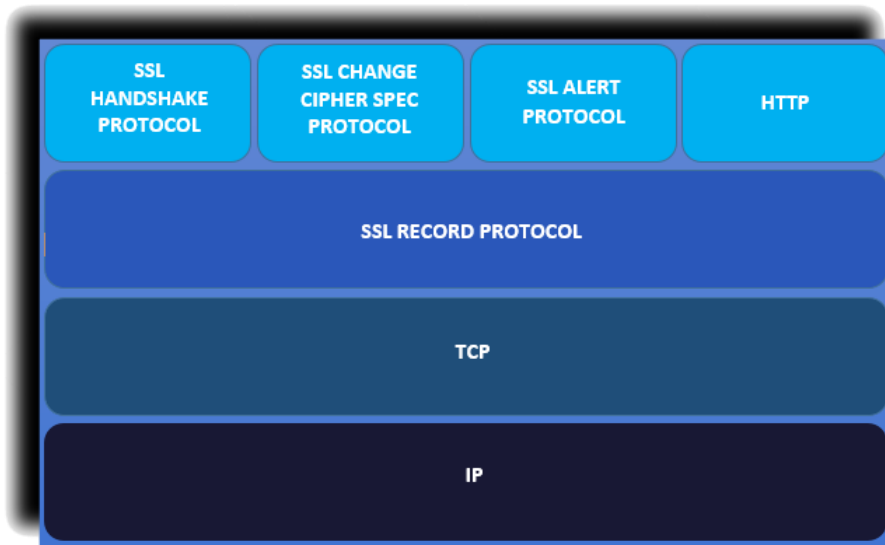 SSL
HANDSHAKE
PROTOCOL
SSL CHANGE
CIPHER SPEC
PROTOCOL
SSL ALERT
PROTOCOL
HTTP
SSL RECORD PROTOCOL
TCP
IP